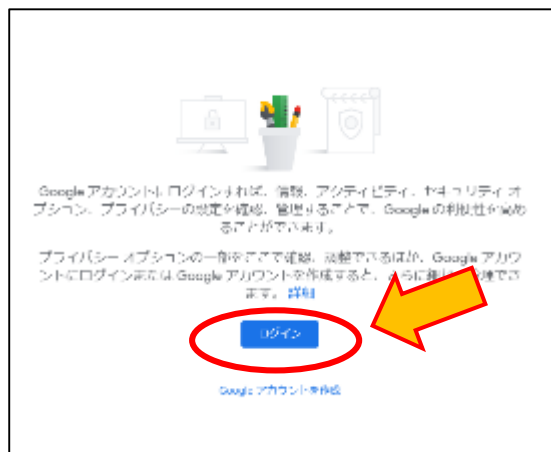 Google アカウントにログインすれば、情報、アクティビティ、セキュリティ オ
プション、プライバシーの設定を確認、管理することで、Google の利便性を高め
ることができます。
プライバシー オプションの一部をここで確認、調整できるほか、Google アカウ
ントにログインまたは Google アカウントを作成すると、さらに細かく管理でき
ます。 詳細
ログイン
Google アカウントを作成